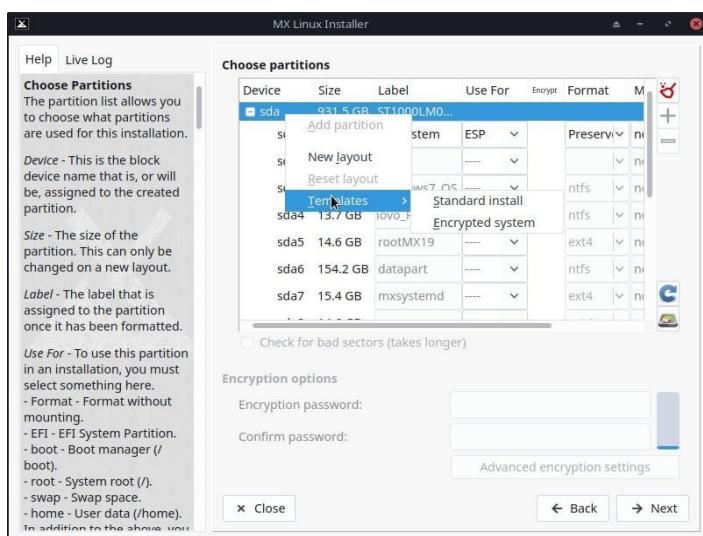 MX Linux Installer
Help Live Log
Choose Partitions
The partition list allows you
to choose what partitions
are used for this installation.
Device - This is the block
device name that is, or will
be, assigned to the created
partition.
Size - The size of the
partition. This can only be
changed on a new layout.
Label - The label that is
assigned to the partition
once it has been formatted.
Use For - To use this partition
in an installation, you must
select something here.
- Format - Format without
mounting.
- EFI - EFI System Partition.
- boot - Boot manager (/
boot).
- root - System root (/).
- swap - Swap space.
- home - User data (/home).
In addition to the above, you
Choose partitions
Device Size Label Use For Encrypt Format M
sda 931.5 GB ST1000LM0...
Add partition
stem ESP Preserv
New layout
Reset layout
ws7_OS ---- ntfs
Templates
Standard install
Encrypted system
sda4 13.7 GB ntfs
sda5 14.6 GB rootMX19 ---- ext4
sda6 154.2 GB datapart ---- ntfs
sda7 15.4 GB mxsystemd ---- ext4
Check for bad sectors (takes longer)
Encryption options
Encryption password:
Confirm password:
Advanced encryption settings
Close Back Next